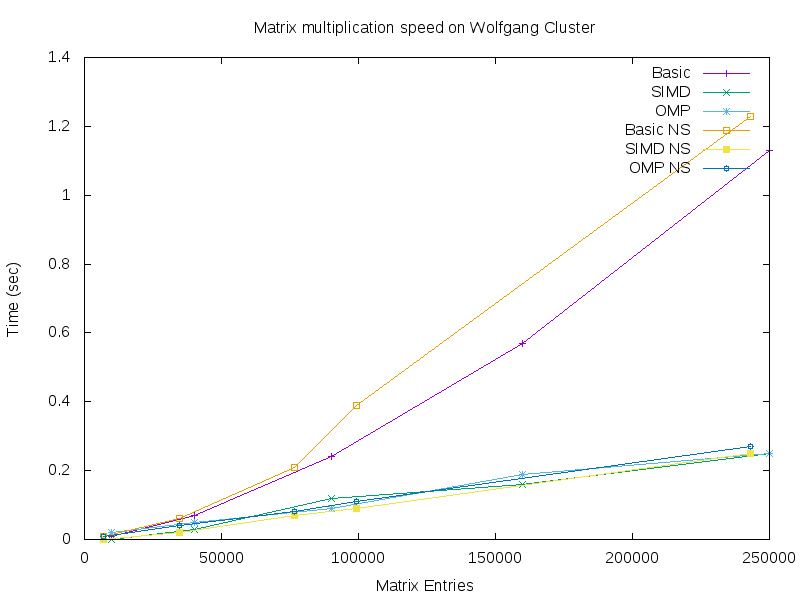 Matrix multiplication speed on Wolfgang Cluster
1.4
1.2
1
0.8
0.6
0.4
0.2
0
Time (sec)
Basic
SIMD
OMP
Basic NS
SIMD NS
OMP NS
0 50000 100000 150000 200000 250000
Matrix Entries